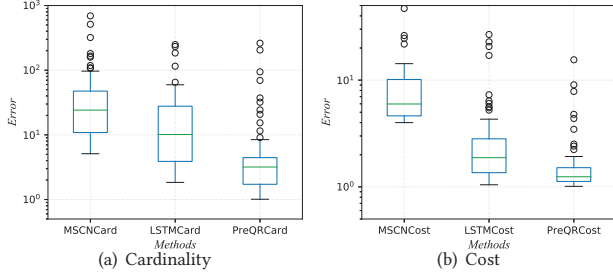 10³
10²
10¹
10⁰
Error
MSCNCard LSTMCard PreQRCard
Methods
(a) Cardinality
10¹
10⁰
Error
MSCNCost LSTMCost PreQRCost
Methods
(b) Cost